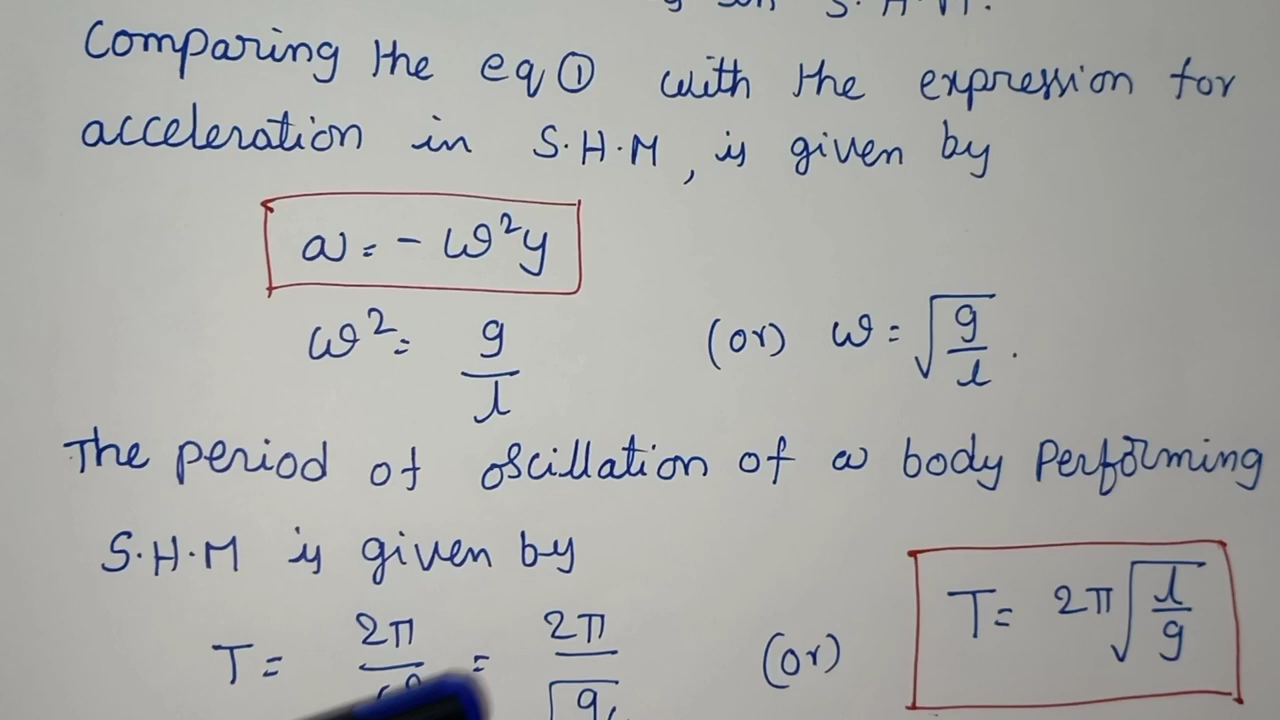 S.H.M.
Comparing the eq ① with the expression for
acceleration in S.H.M, is given by
a = - ω²y
ω² = g/l (or) ω = √(g/l).
The period of oscillation of a body performing
S.H.M is given by
T = 2π/ω = 2π/√g (or) T = 2π√(l/g)